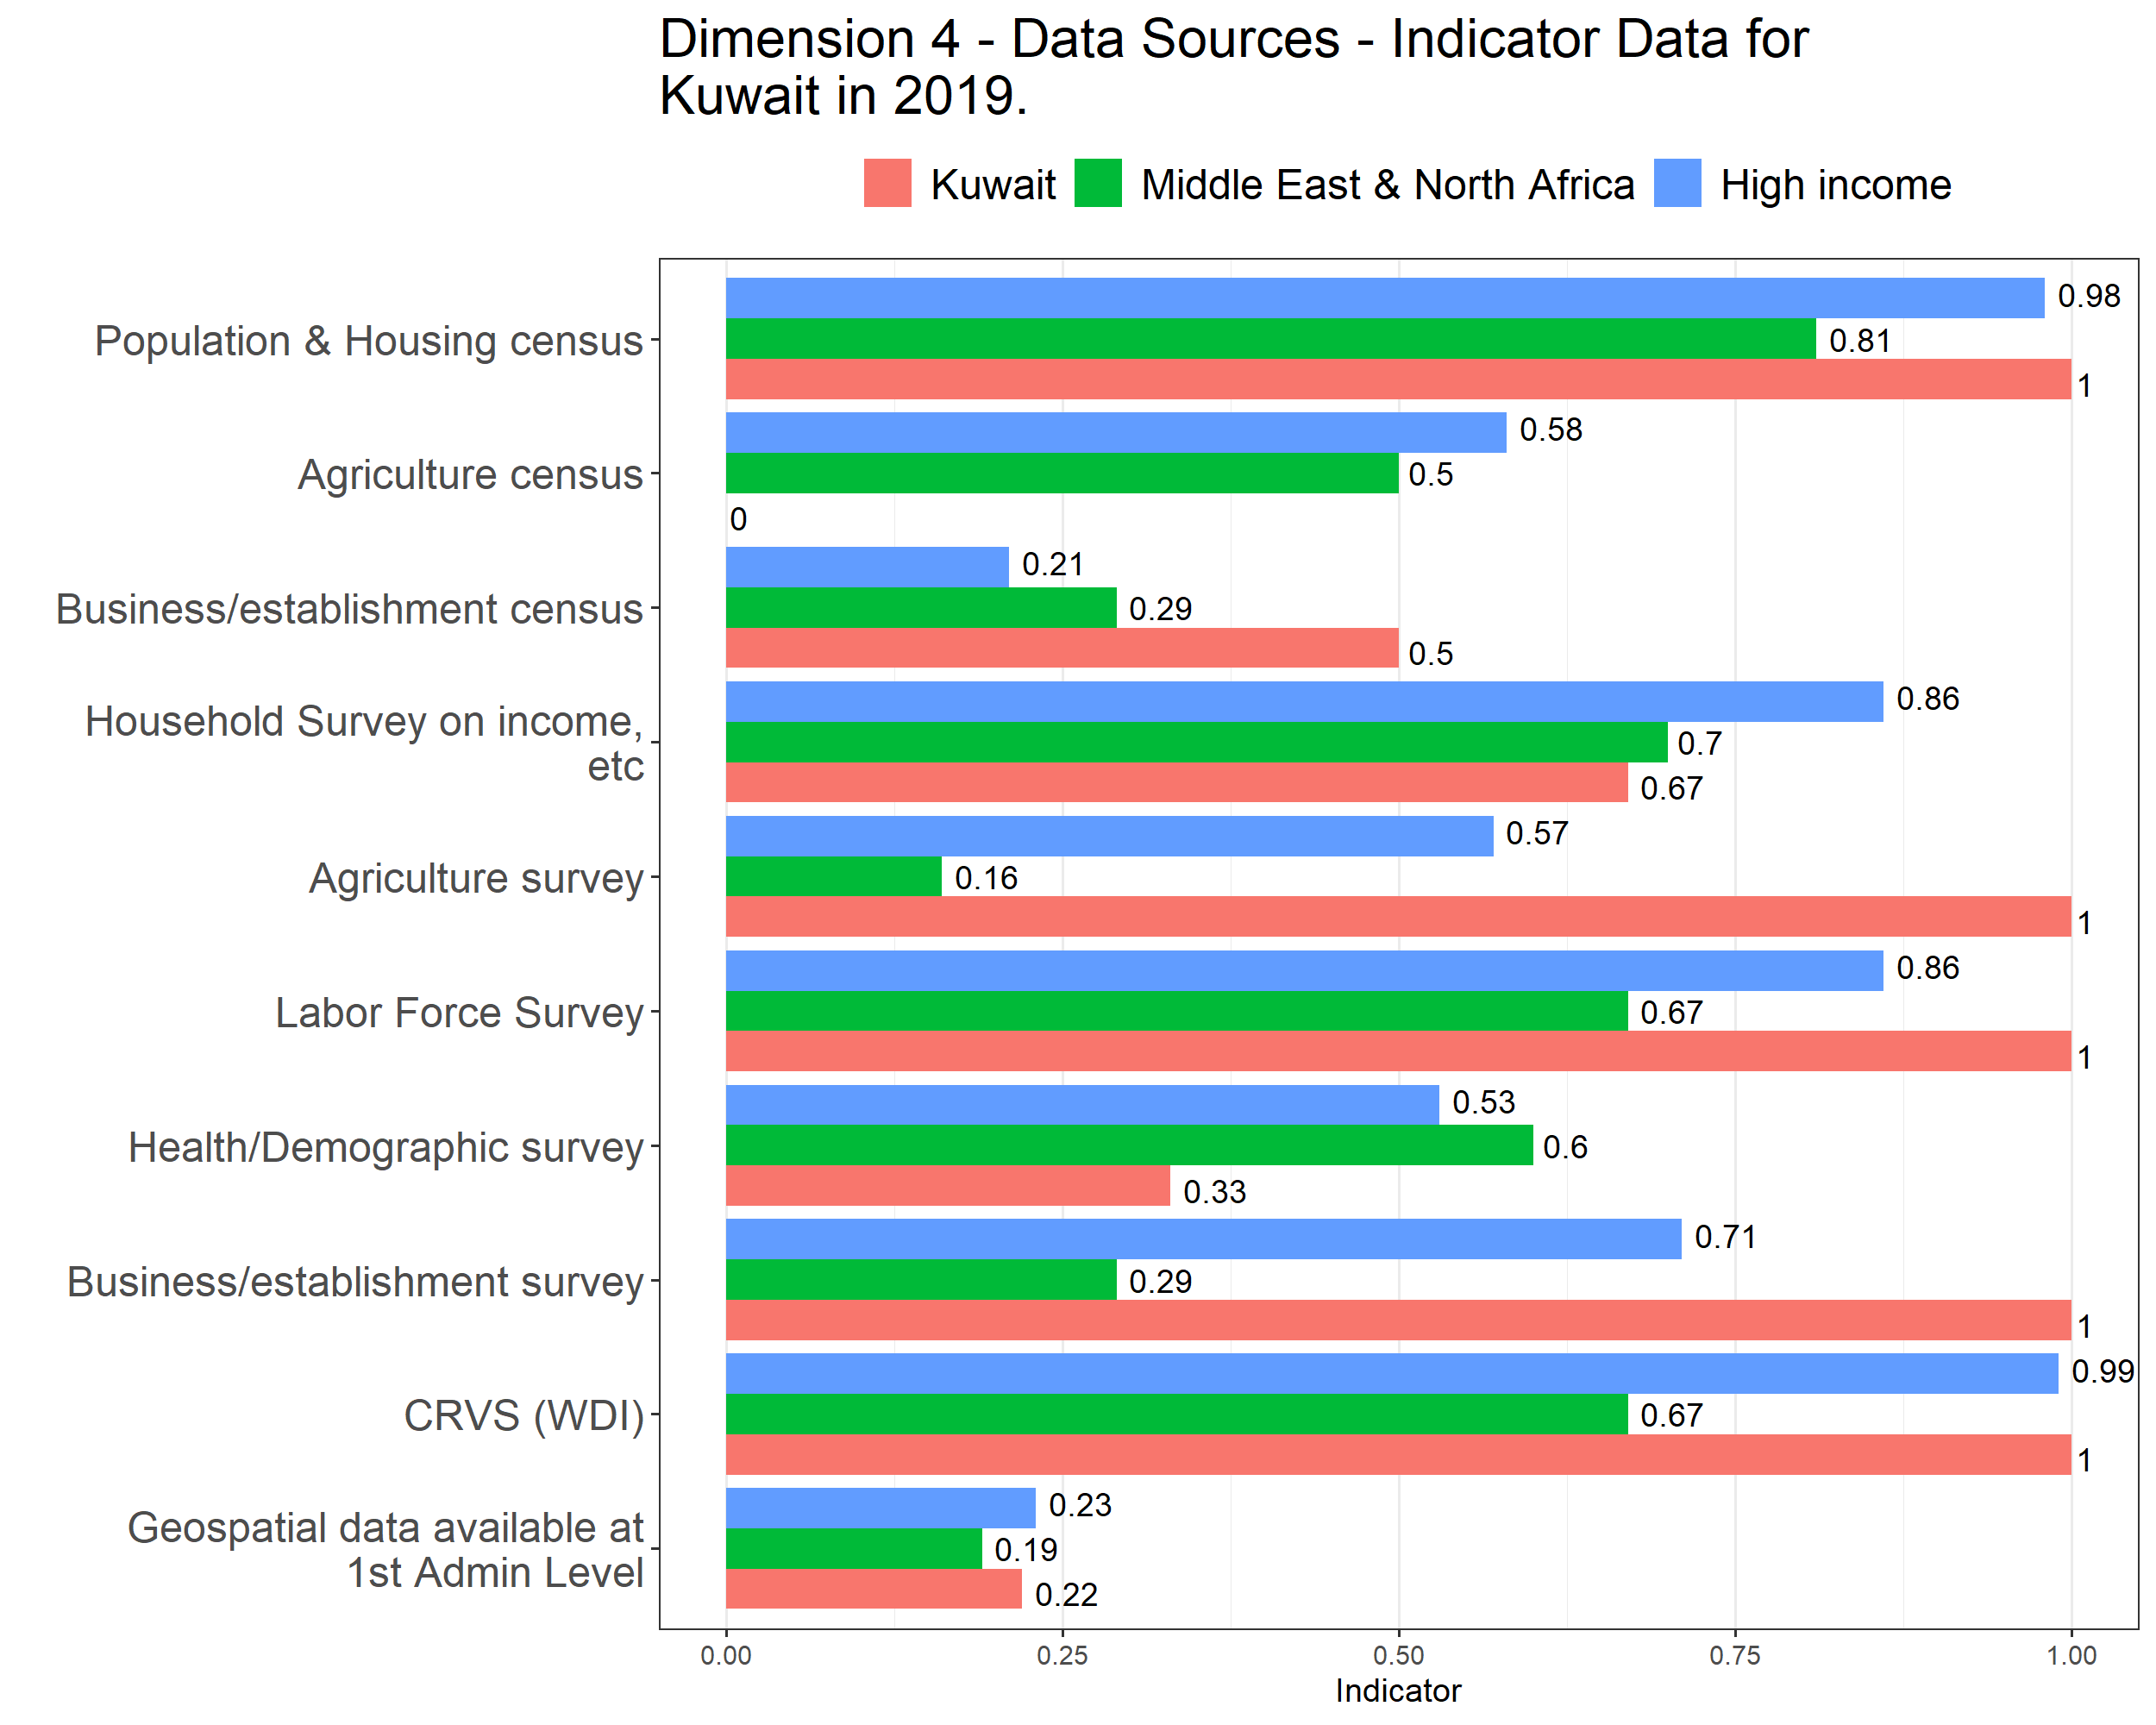 Dimension 4 - Data Sources - Indicator Data for
Kuwait in 2019.
Kuwait
Middle East & North Africa
High income
Population & Housing census
0.98
0.81
1
Agriculture census
0.58
0.5
0
Business/establishment census
0.21
0.29
0.5
Household Survey on income,
etc
0.86
0.7
0.67
Agriculture survey
0.57
0.16
1
Labor Force Survey
0.86
0.67
1
Health/Demographic survey
0.53
0.6
0.33
Business/establishment survey
0.71
0.29
1
CRVS (WDI)
0.99
0.67
1
Geospatial data available at
1st Admin Level
0.23
0.19
0.22
0.00
0.25
0.50
0.75
1.00
Indicator